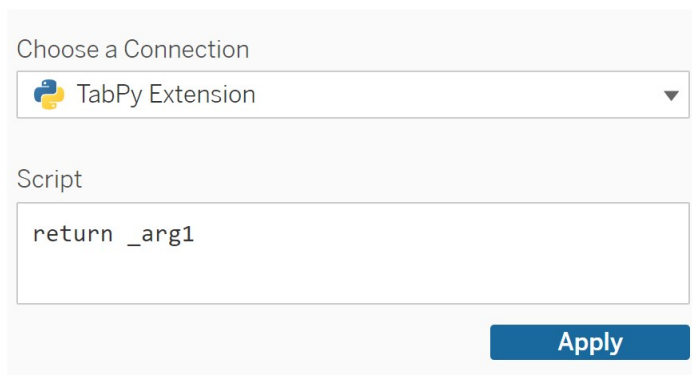 Choose a Connection
TabPy Extension
Script
return _arg1
Apply